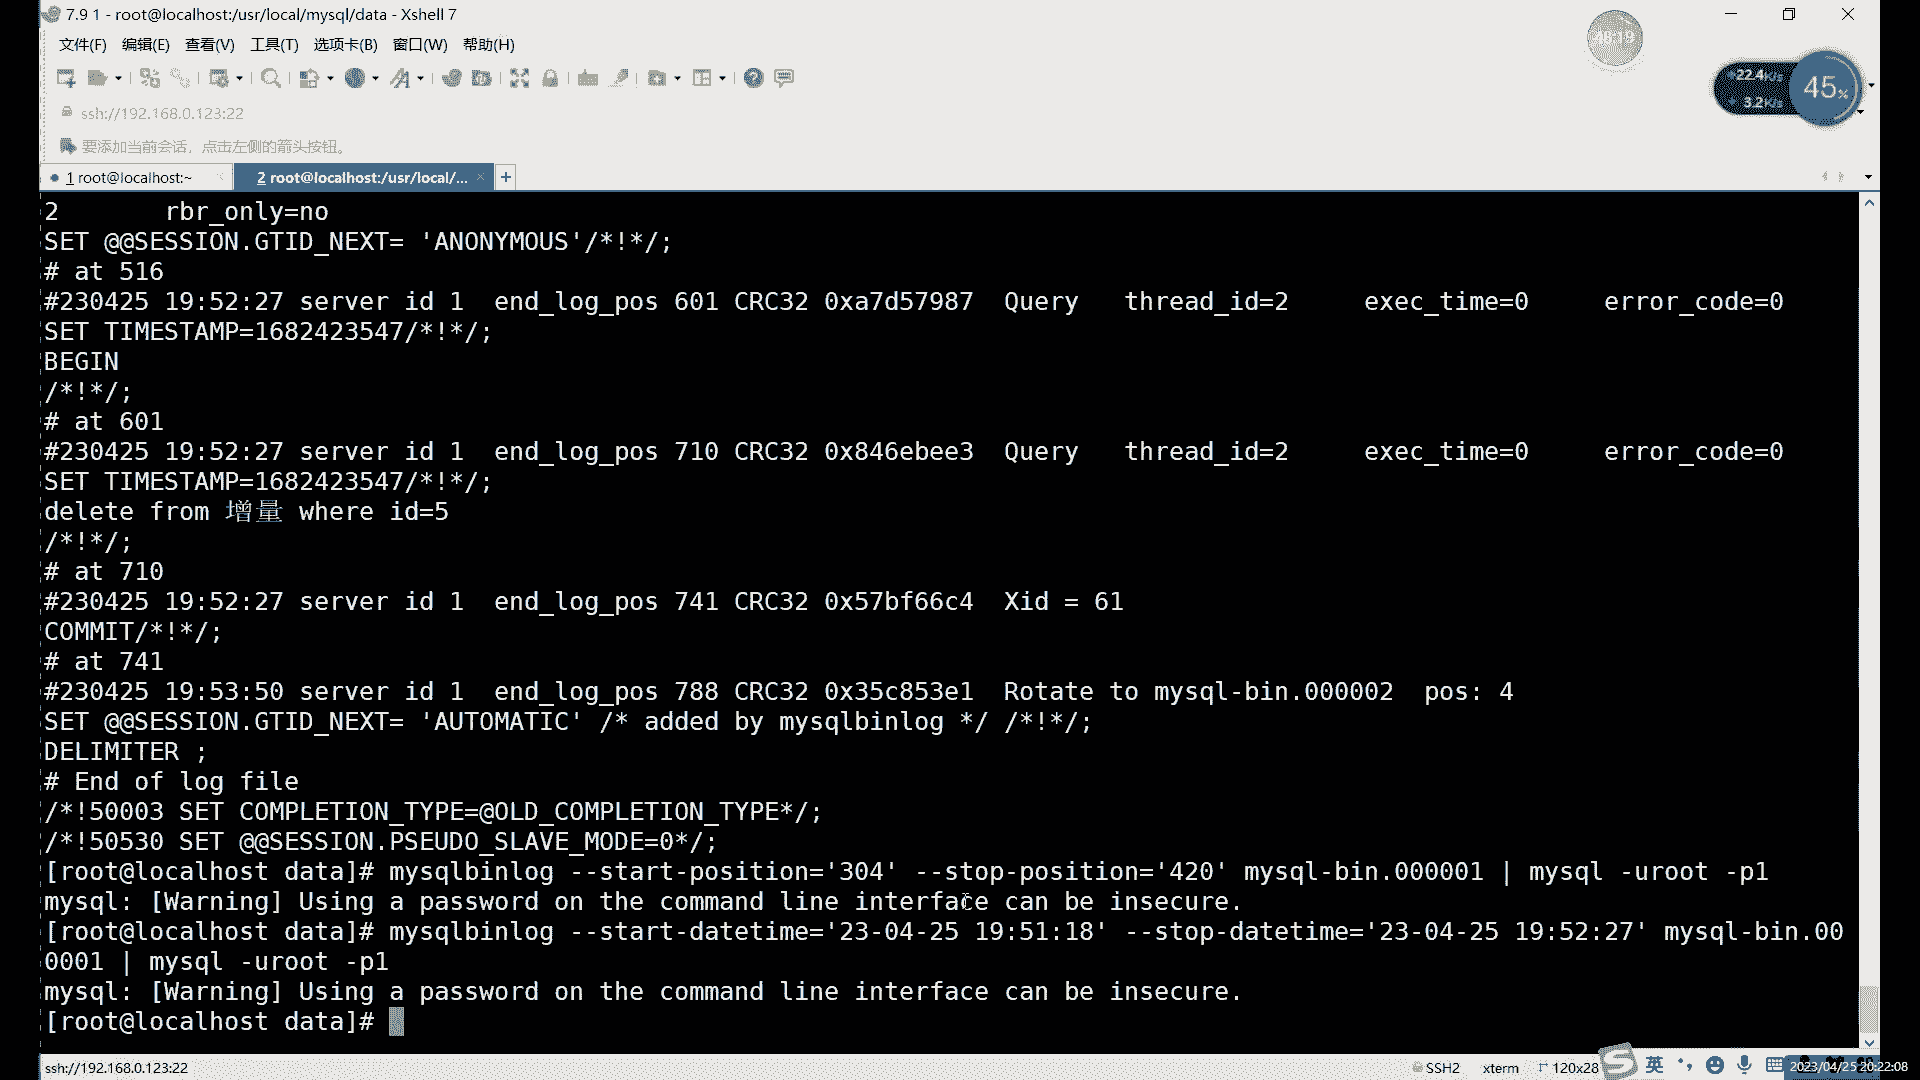 7.9 1 - root@localhost:/usr/local/mysql/data - Xshell 7
文件(F) 编辑(E) 查看(V) 工具(T) 选项卡(B) 窗口(W) 帮助(H)
48:19
22.4K/s
3.2K/s
45%
ssh://192.168.0.123:22
要添加当前会话，点击左侧的箭头按钮。
1 root@localhost:~
2 root@localhost:/usr/local/...
2       rbr_only=no
SET @@SESSION.GTID_NEXT= 'ANONYMOUS'/*!*/;
# at 516
#230425 19:52:27 server id 1  end_log_pos 601 CRC32 0xa7d57987  Query   thread_id=2     exec_time=0     error_code=0
SET TIMESTAMP=1682423547/*!*/;
BEGIN
/*!*/;
# at 601
#230425 19:52:27 server id 1  end_log_pos 710 CRC32 0x846ebee3  Query   thread_id=2     exec_time=0     error_code=0
SET TIMESTAMP=1682423547/*!*/;
delete from 增量 where id=5
/*!*/;
# at 710
#230425 19:52:27 server id 1  end_log_pos 741 CRC32 0x57bf66c4  Xid = 61
COMMIT/*!*/;
# at 741
#230425 19:53:50 server id 1  end_log_pos 788 CRC32 0x35c853e1  Rotate to mysql-bin.000002  pos: 4
SET @@SESSION.GTID_NEXT= 'AUTOMATIC' /* added by mysqlbinlog */ /*!*/;
DELIMITER ;
# End of log file
/*!50003 SET COMPLETION_TYPE=@OLD_COMPLETION_TYPE*/;
/*!50530 SET @@SESSION.PSEUDO_SLAVE_MODE=0*/;
[root@localhost data]# mysqlbinlog --start-position='304' --stop-position='420' mysql-bin.000001 | mysql -uroot -p1
mysql: [Warning] Using a password on the command line interface can be insecure.
[root@localhost data]# mysqlbinlog --start-datetime='23-04-25 19:51:18' --stop-datetime='23-04-25 19:52:27' mysql-bin.00
0001 | mysql -uroot -p1
mysql: [Warning] Using a password on the command line interface can be insecure.
[root@localhost data]#
ssh://192.168.0.123:22
SSH2
xterm
120x28
英
2023/04/25 20:22:08